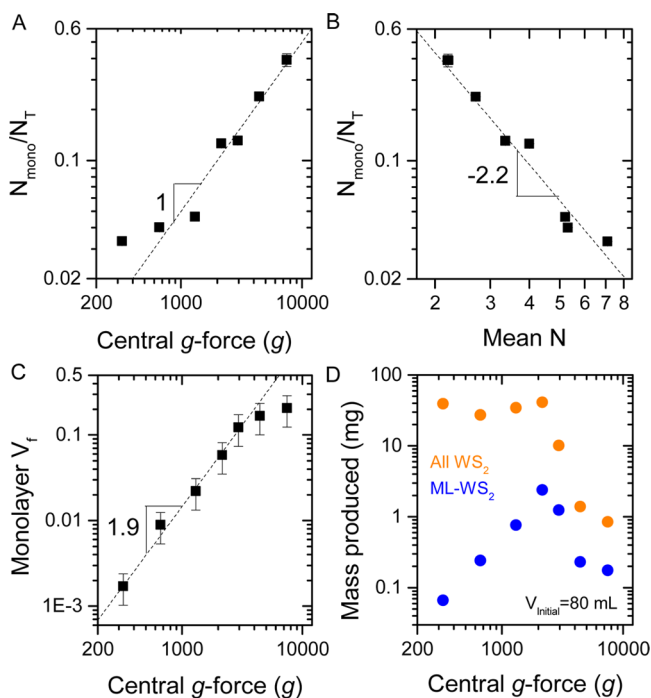 A
0.6
0.1
0.02
N_mono/N_T
1
200
1000
10000
Central g-force (g)
B
0.6
0.1
0.02
N_mono/N_T
-2.2
2
3
4
5
6
7
8
Mean N
C
0.5
0.1
0.01
1E-3
Monolayer V_f
1.9
200
1000
10000
Central g-force (g)
D
100
10
1
0.1
Mass produced (mg)
All WS₂
ML-WS₂
V_Initial=80 mL
200
1000
10000
Central g-force (g)